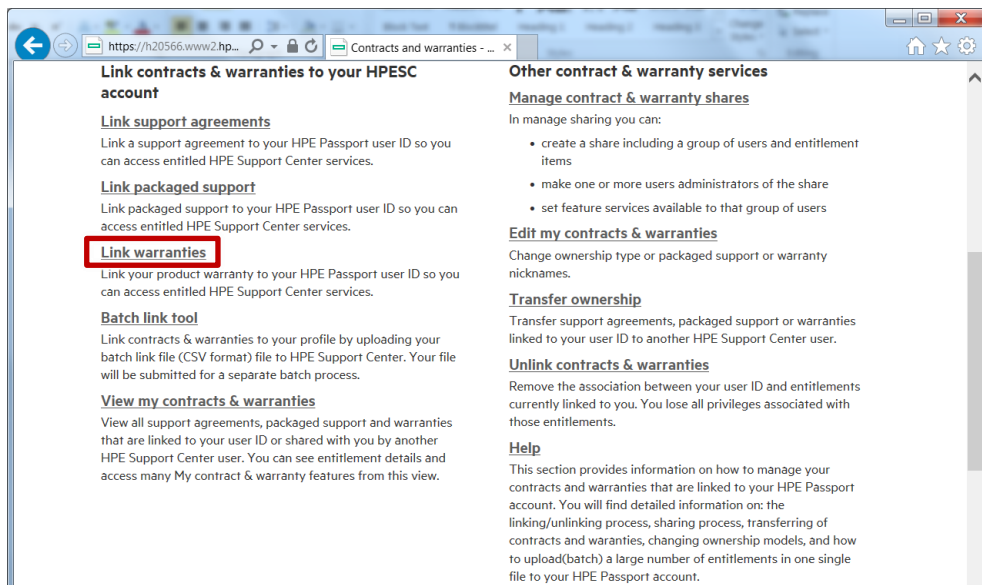 https://h20566.www2.hp...
Contracts and warranties - ...
Link contracts & warranties to your HPESC
account
Link support agreements
Link a support agreement to your HPE Passport user ID so you
can access entitled HPE Support Center services.
Link packaged support
Link packaged support to your HPE Passport user ID so you can
access entitled HPE Support Center services.
Link warranties
Link your product warranty to your HPE Passport user ID so you
can access entitled HPE Support Center services.
Batch link tool
Link contracts & warranties to your profile by uploading your
batch link file (CSV format) file to HPE Support Center. Your file
will be submitted for a separate batch process.
View my contracts & warranties
View all support agreements, packaged support and warranties
that are linked to your user ID or shared with you by another
HPE Support Center user. You can see entitlement details and
access many My contract & warranty features from this view.
Other contract & warranty services
Manage contract & warranty shares
In manage sharing you can:
• create a share including a group of users and entitlement
items
• make one or more users administrators of the share
• set feature services available to that group of users
Edit my contracts & warranties
Change ownership type or packaged support or warranty
nicknames.
Transfer ownership
Transfer support agreements, packaged support or warranties
linked to your user ID to another HPE Support Center user.
Unlink contracts & warranties
Remove the association between your user ID and entitlements
currently linked to you. You lose all privileges associated with
those entitlements.
Help
This section provides information on how to manage your
contracts and warranties that are linked to your HPE Passport
account. You will find detailed information on: the
linking/unlinking process, sharing process, transferring of
contracts and waranties, changing ownership models, and how
to upload(batch) a large number of entitlements in one single
file to your HPE Passport account.